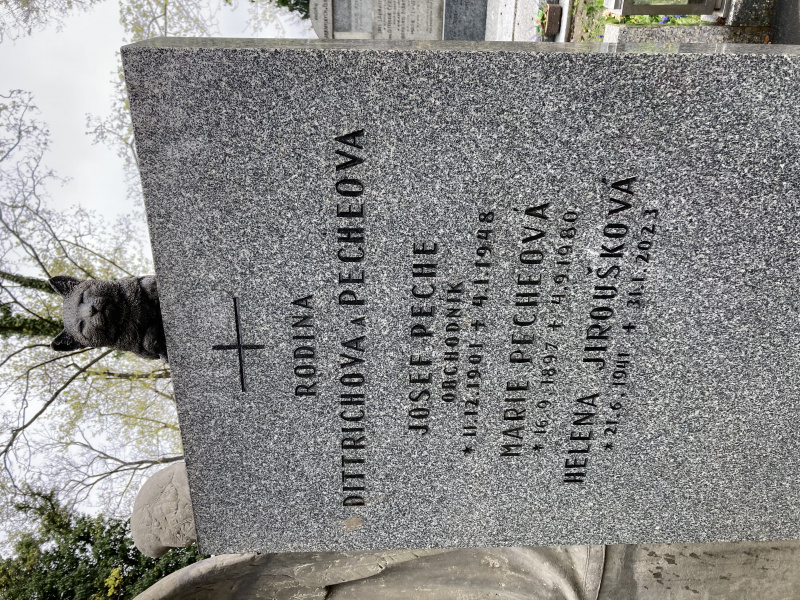 RODINA
DITTRICHOVA A PECHEOVA
JOSEF PECHE
OBCHODNÍK
* 11.12.1901 † 4.1.1948
MARIE PECHEOVÁ
* 16.9.1897 † 4.9.1980
HELENA JIROUŠKOVÁ
* 21.6.1941 † 31.1.2023